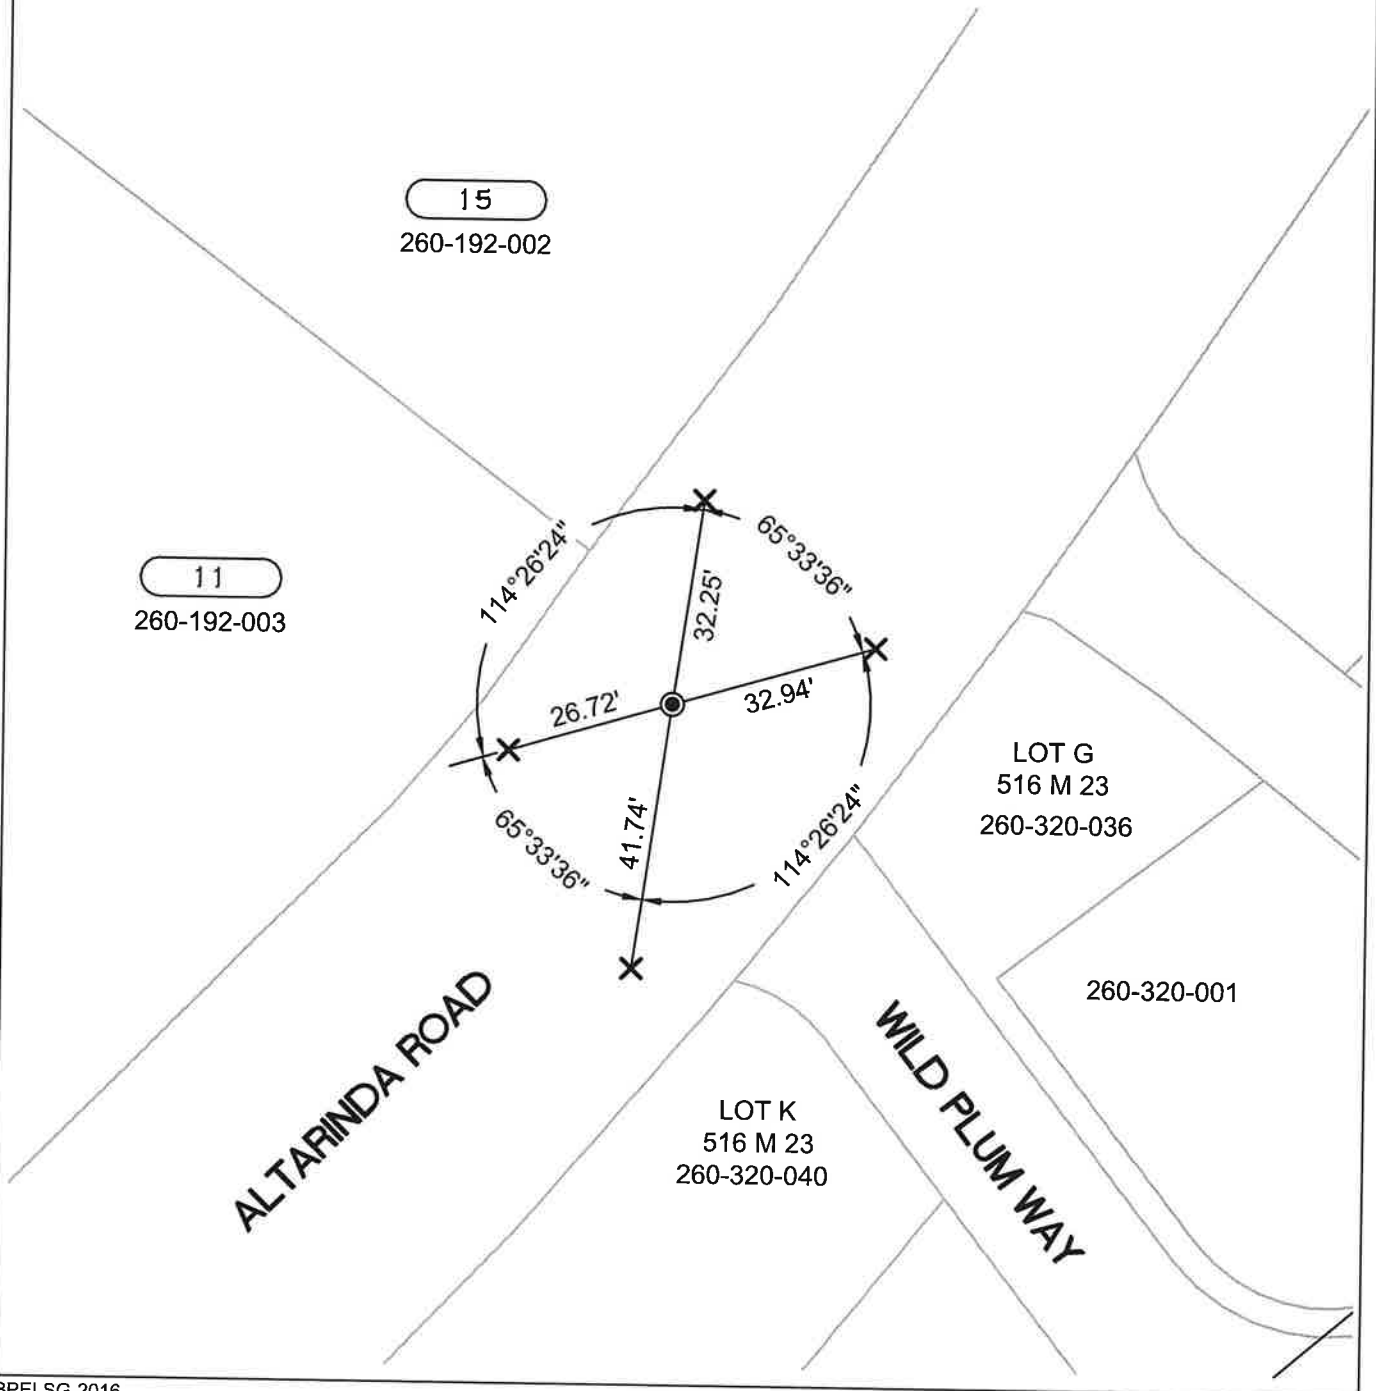 15
260-192-002
11
260-192-003
114°26'24"
65°33'36"
32.25'
26.72'
32.94'
41.74'
65°33'36"
114°26'24"
LOT G
516 M 23
260-320-036
260-320-001
ALTARINDA ROAD
WILD PLUM WAY
LOT K
516 M 23
260-320-040